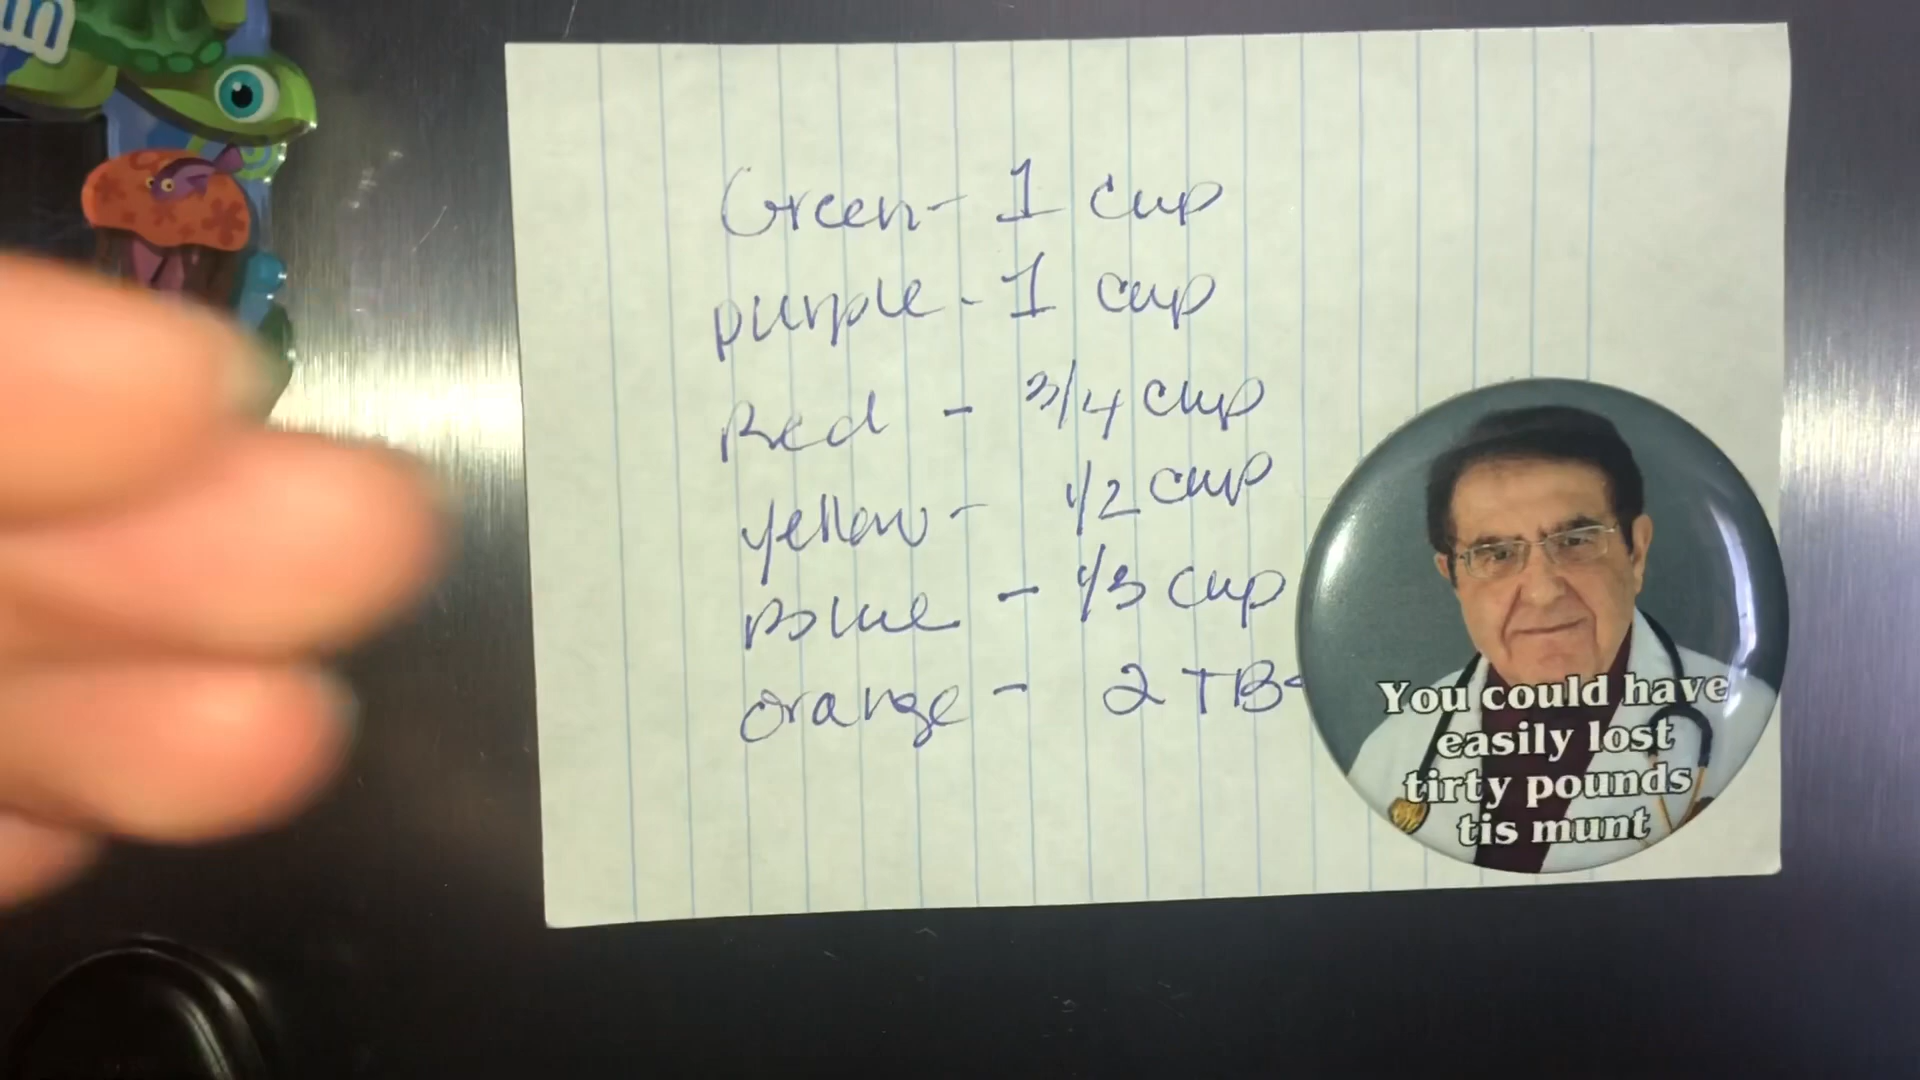 Green - 1 cup
purple - 1 cup
Red - 3/4 cup
yellow - 1/2 cup
Blue - 1/3 cup
orange - 2 TBS
You could have
easily lost
tirty pounds
tis munt